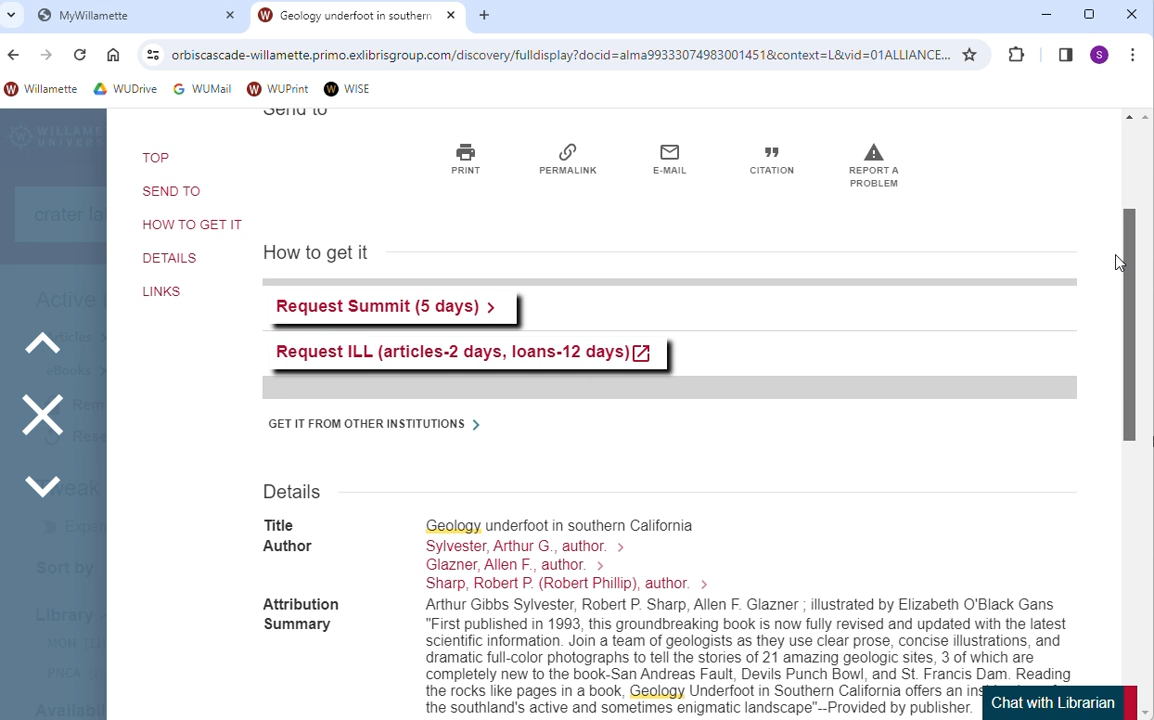 MyWillamette
Geology underfoot in southern
orbiscascade-willamette.primo.exlibrisgroup.com/discovery/fulldisplay?docid=alma99333074983001451&context=L&vid=01ALLIANCE...
S
Willamette
WUDrive
WUMail
WUPrint
WISE
Send to
TOP
SEND TO
HOW TO GET IT
DETAILS
LINKS
PRINT
PERMALINK
E-MAIL
CITATION
REPORT A
PROBLEM
How to get it
Request Summit (5 days)
Request ILL (articles-2 days, loans-12 days)
GET IT FROM OTHER INSTITUTIONS
Details
Title Geology underfoot in southern California
Author Sylvester, Arthur G., author.
Glazner, Allen F., author.
Sharp, Robert P. (Robert Phillip), author.
Attribution Arthur Gibbs Sylvester, Robert P. Sharp, Allen F. Glazner ; illustrated by Elizabeth O'Black Gans
Summary "First published in 1993, this groundbreaking book is now fully revised and updated with the latest
scientific information. Join a team of geologists as they use clear prose, concise illustrations, and
dramatic full-color photographs to tell the stories of 21 amazing geologic sites, 3 of which are
completely new to the book-San Andreas Fault, Devils Punch Bowl, and St. Francis Dam. Reading
the rocks like pages in a book, Geology Underfoot in Southern California offers an
the southland's active and sometimes enigmatic landscape"--Provided by publisher.
Chat with Librarian
crater
Active
eBooks
Sort by
Library
MOH
PNCA